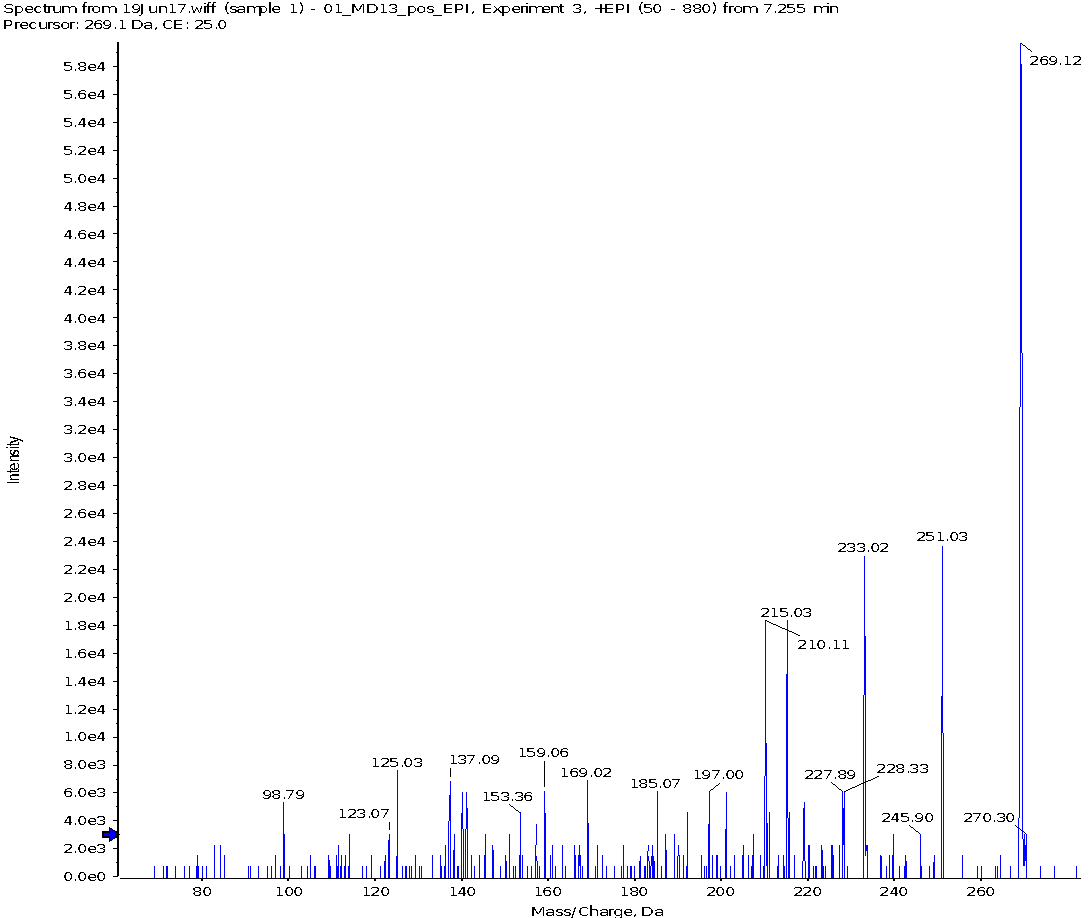 Spectrum from 19Jun17.wiff (sample 1) - 01_MD13_pos_EPI, Experiment 3, +EPI (50 - 880) from 7.255 min
Precursor: 269.1 Da, CE: 25.0
269.12
5.8e4
5.6e4
5.4e4
5.2e4
5.0e4
4.8e4
4.6e4
4.4e4
4.2e4
4.0e4
3.8e4
3.6e4
3.4e4
3.2e4
3.0e4
2.8e4
2.6e4
2.4e4
2.2e4
2.0e4
1.8e4
1.6e4
1.4e4
1.2e4
1.0e4
8.0e3
6.0e3
4.0e3
2.0e3
0.0e0
Intensity
251.03
233.02
215.03
210.11
159.06
137.09
125.03
169.02
228.33
227.89
197.00
185.07
153.36
98.79
123.07
245.90
270.30
80
100
120
140
160
180
200
220
240
260
Mass/Charge, Da